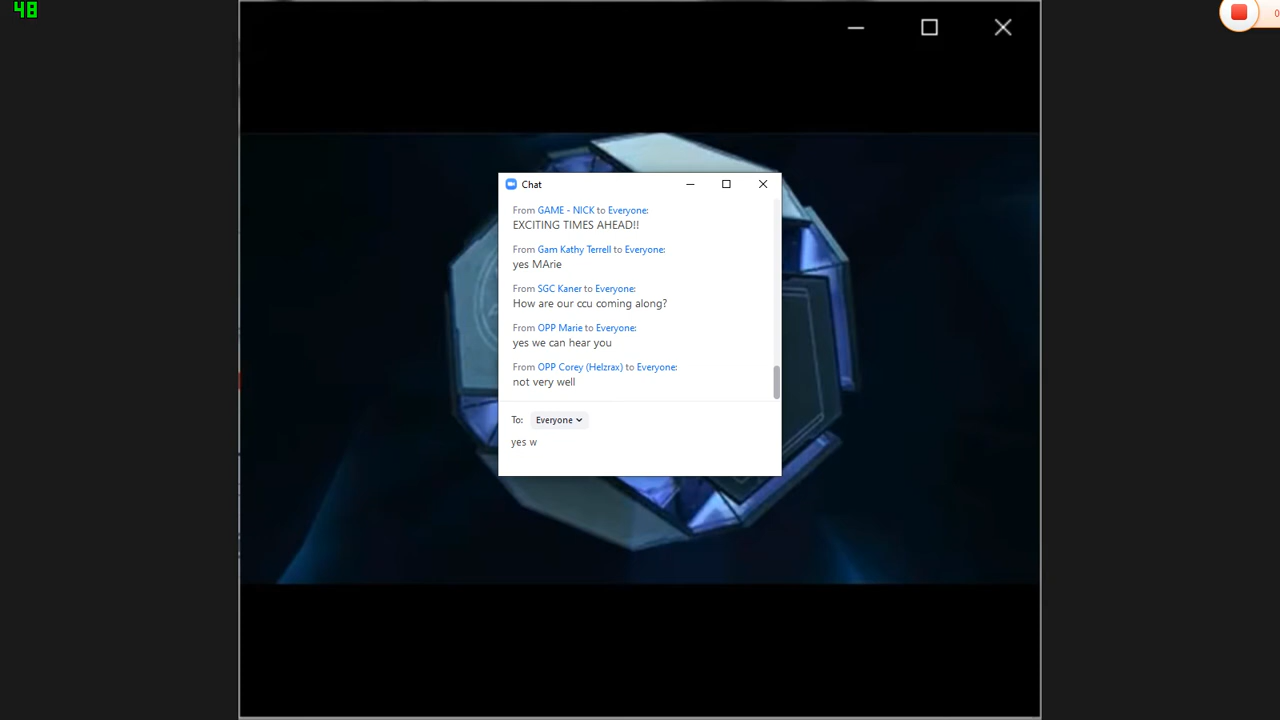 48
0
Chat
From GAME - NICK to Everyone:
EXCITING TIMES AHEAD!!
From Gam Kathy Terrell to Everyone:
yes MArie
From SGC Kaner to Everyone:
How are our ccu coming along?
From OPP Marie to Everyone:
yes we can hear you
From OPP Corey (Helzrax) to Everyone:
not very well
To: Everyone
yes w